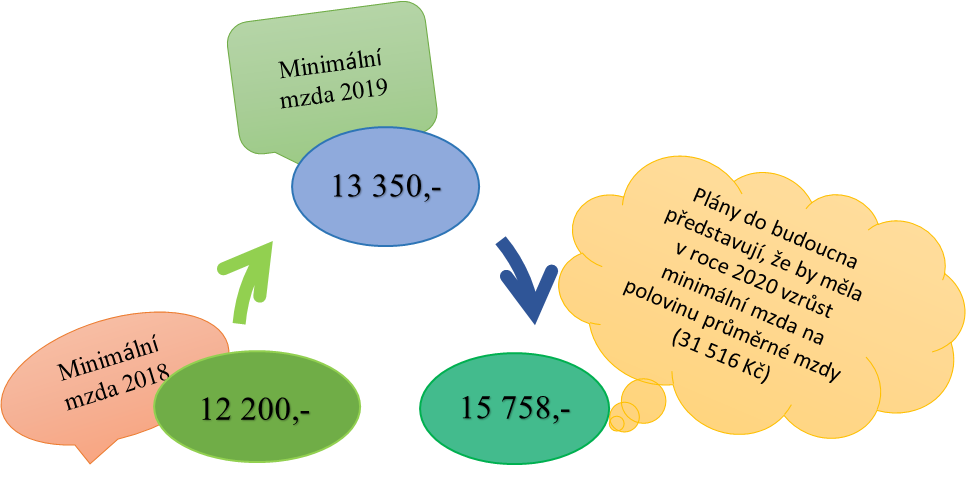 Minimální
mzda 2019
13 350,-
Minimální
mzda 2018
12 200,-
15 758,-
Plány do budoucna
představují, že by měla
v roce 2020 vzrůst
minimální mzda na
polovinu průměrné mzdy
(31 516 Kč)